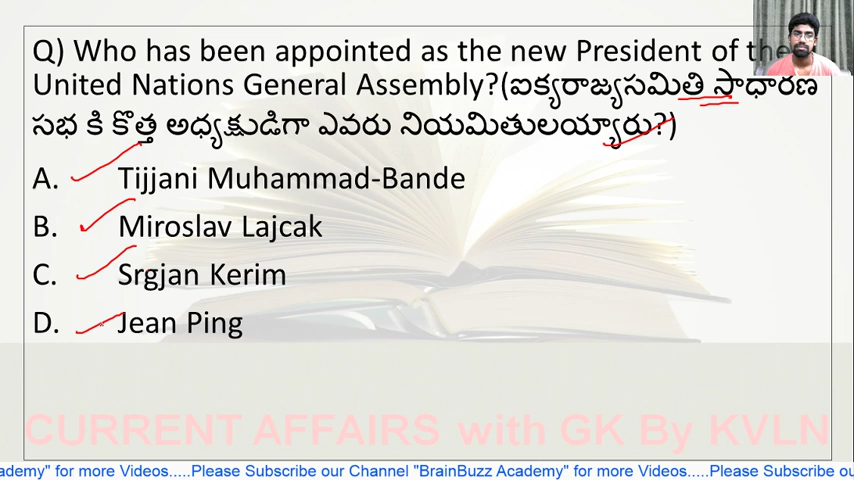 Q) Who has been appointed as the new President of the
United Nations General Assembly?(ఐక్యరాజ్యసమితి సాధారణ
సభ కి కొత్త అధ్యక్షుడిగా ఎవరు నియమితులయ్యారు?)
A. Tijjani Muhammad-Bande
B. Miroslav Lajcak
C. Srgjan Kerim
D. Jean Ping
CURRENT AFFAIRS with GK By KVLN
ademy" for more Videos.....Please Subscribe our Channel "BrainBuzz Academy" for more Videos.....Please Subscribe ou